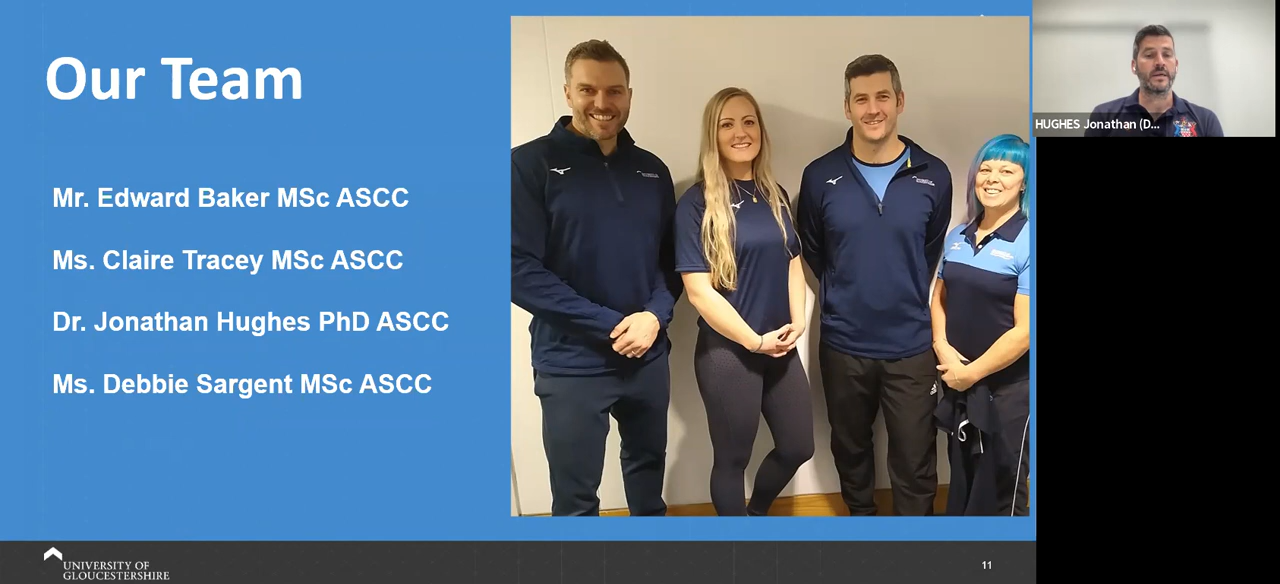 Our Team
Mr. Edward Baker MSc ASCC
Ms. Claire Tracey MSc ASCC
Dr. Jonathan Hughes PhD ASCC
Ms. Debbie Sargent MSc ASCC
UNIVERSITY OF
GLOUCESTERSHIRE
11
HUGHES Jonathan (D...